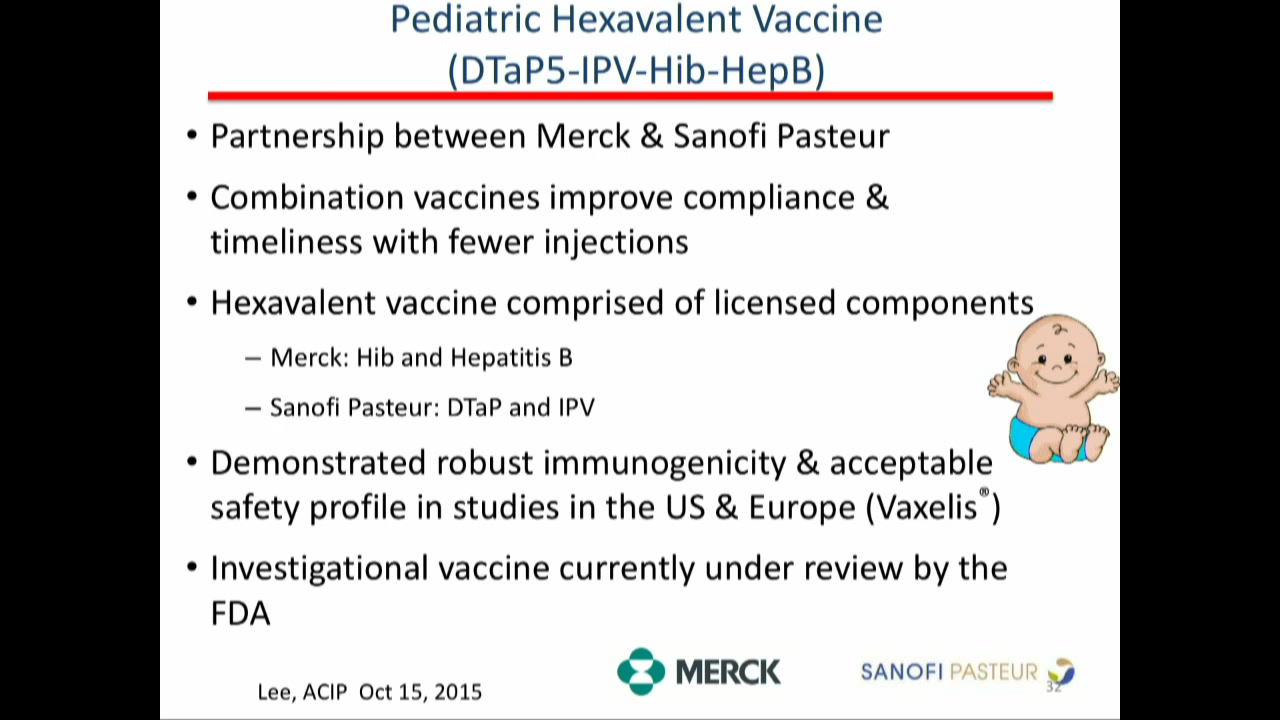 Pediatric Hexavalent Vaccine
(DTaP5-IPV-Hib-HepB)
• Partnership between Merck & Sanofi Pasteur
• Combination vaccines improve compliance &
timeliness with fewer injections
• Hexavalent vaccine comprised of licensed components
– Merck: Hib and Hepatitis B
– Sanofi Pasteur: DTaP and IPV
• Demonstrated robust immunogenicity & acceptable
safety profile in studies in the US & Europe (Vaxelis®)
• Investigational vaccine currently under review by the
FDA
Lee, ACIP Oct 15, 2015
MERCK
SANOFI PASTEUR
32